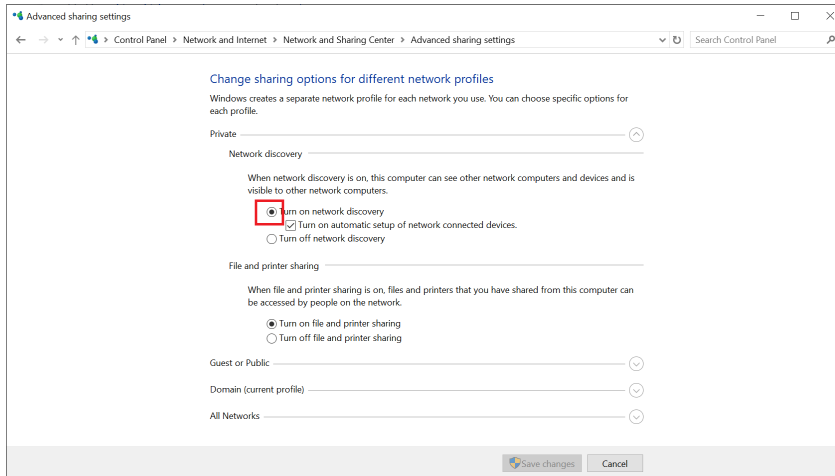 Advanced sharing settings
Control Panel > Network and Internet > Network and Sharing Center > Advanced sharing settings
Search Control Panel
Change sharing options for different network profiles
Windows creates a separate network profile for each network you use. You can choose specific options for
each profile.
Private
Network discovery
When network discovery is on, this computer can see other network computers and devices and is
visible to other network computers.
Turn on network discovery
Turn on automatic setup of network connected devices.
Turn off network discovery
File and printer sharing
When file and printer sharing is on, files and printers that you have shared from this computer can
be accessed by people on the network.
Turn on file and printer sharing
Turn off file and printer sharing
Guest or Public
Domain (current profile)
All Networks
Save changes
Cancel